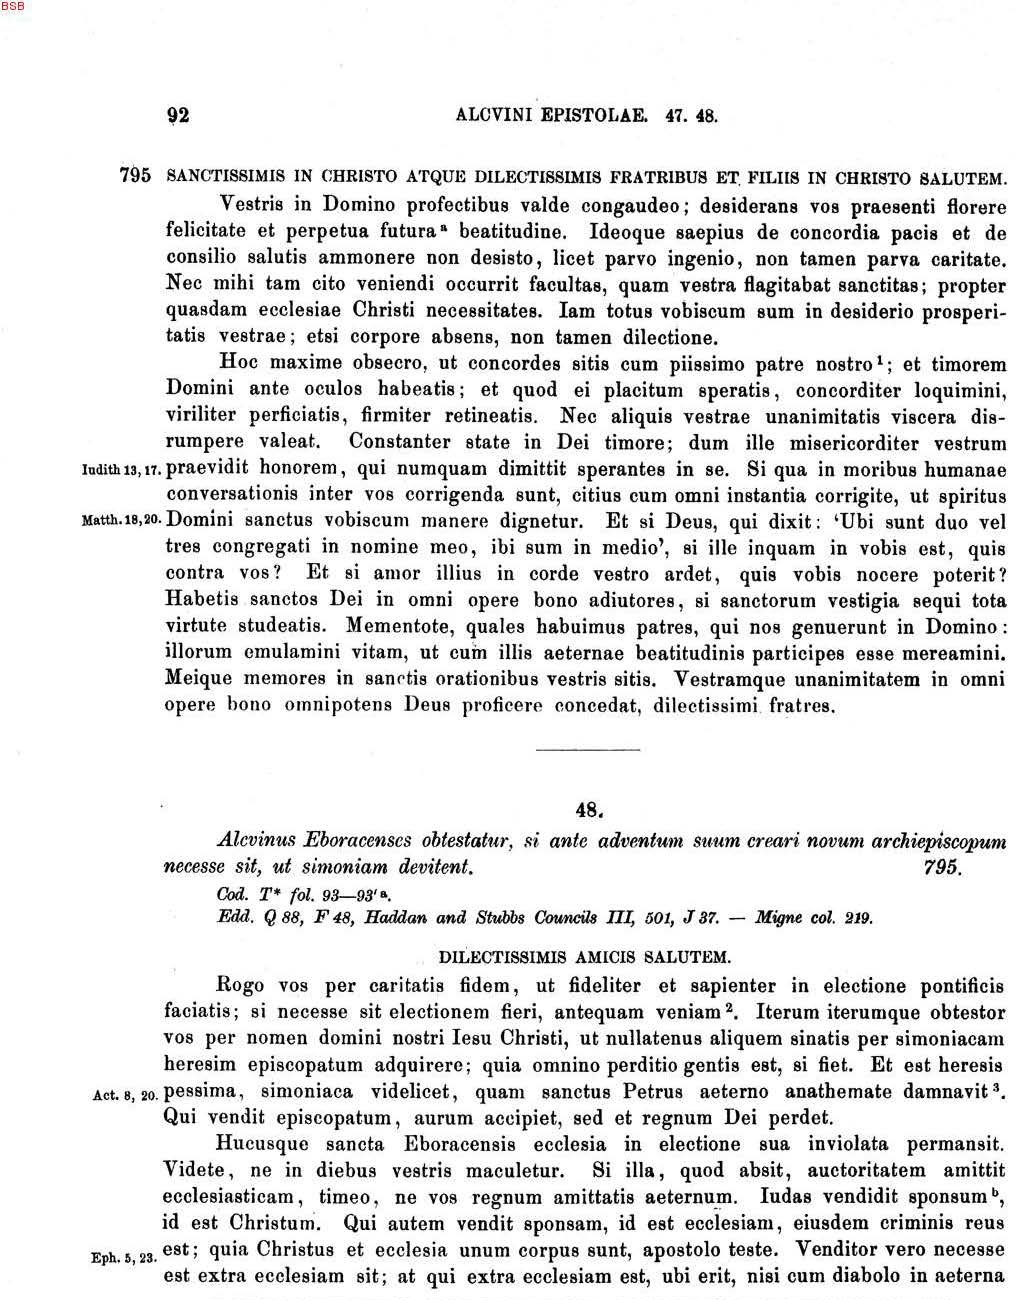 BSB
92 ALCVINI EPISTOLAE. 47. 48.
795 SANCTISSIMIS IN CHRISTO ATQUE DILECTISSIMIS FRATRIBUS ET FILIIS IN CHRISTO SALUTEM.
Vestris in Domino profectibus valde congaudeo; desiderans vos praesenti florere
felicitate et perpetua futura ᵃ beatitudine. Ideoque saepius de concordia pacis et de
consilio salutis ammonere non desisto, licet parvo ingenio, non tamen parva caritate.
Nec mihi tam cito veniendi occurrit facultas, quam vestra flagitabat sanctitas; propter
quasdam ecclesiae Christi necessitates. Iam totus vobiscum sum in desiderio prosperi-
tatis vestrae; etsi corpore absens, non tamen dilectione.
Hoc maxime obsecro, ut concordes sitis cum piissimo patre nostro ¹; et timorem
Domini ante oculos habeatis; et quod ei placitum speratis, concorditer loquimini,
viriliter perficiatis, firmiter retineatis. Nec aliquis vestrae unanimitatis viscera dis-
rumpere valeat. Constanter state in Dei timore; dum ille misericorditer vestrum
Iudith 13, 17. praevidit honorem, qui numquam dimittit sperantes in se. Si qua in moribus humanae
conversationis inter vos corrigenda sunt, citius cum omni instantia corrigite, ut spiritus
Matth. 18, 20. Domini sanctus vobiscum manere dignetur. Et si Deus, qui dixit: ‘Ubi sunt duo vel
tres congregati in nomine meo, ibi sum in medio’, si ille inquam in vobis est, quis
contra vos? Et si amor illius in corde vestro ardet, quis vobis nocere poterit?
Habetis sanctos Dei in omni opere bono adiutores, si sanctorum vestigia sequi tota
virtute studeatis. Mementote, quales habuimus patres, qui nos genuerunt in Domino:
illorum emulamini vitam, ut cum illis aeternae beatitudinis participes esse mereamini.
Meique memores in sanctis orationibus vestris sitis. Vestramque unanimitatem in omni
opere bono omnipotens Deus proficere concedat, dilectissimi fratres.
48.
Alcvinus Eboracenses obtestatur, si ante adventum suum creari novum archiepiscopum
necesse sit, ut simoniam devitent. 795.
Cod. T* fol. 93—93′ ᵃ.
Edd. Q 88, F 48, Haddan and Stubbs Councils III, 501, J 37. — Migne col. 219.
DILECTISSIMIS AMICIS SALUTEM.
Rogo vos per caritatis fidem, ut fideliter et sapienter in electione pontificis
faciatis; si necesse sit electionem fieri, antequam veniam ². Iterum iterumque obtestor
vos per nomen domini nostri Iesu Christi, ut nullatenus aliquem sinatis per simoniacam
heresim episcopatum adquirere; quia omnino perditio gentis est, si fiet. Et est heresis
Act. 8, 20. pessima, simoniaca videlicet, quam sanctus Petrus aeterno anathemate damnavit ³.
Qui vendit episcopatum, aurum accipiet, sed et regnum Dei perdet.
Hucusque sancta Eboracensis ecclesia in electione sua inviolata permansit.
Videte, ne in diebus vestris maculetur. Si illa, quod absit, auctoritatem amittit
ecclesiasticam, timeo, ne vos regnum amittatis aeternum. Iudas vendidit sponsum ᵇ,
id est Christum. Qui autem vendit sponsam, id est ecclesiam, eiusdem criminis reus
Eph. 5, 23. est; quia Christus et ecclesia unum corpus sunt, apostolo teste. Venditor vero necesse
est extra ecclesiam sit; at qui extra ecclesiam est, ubi erit, nisi cum diabolo in aeterna